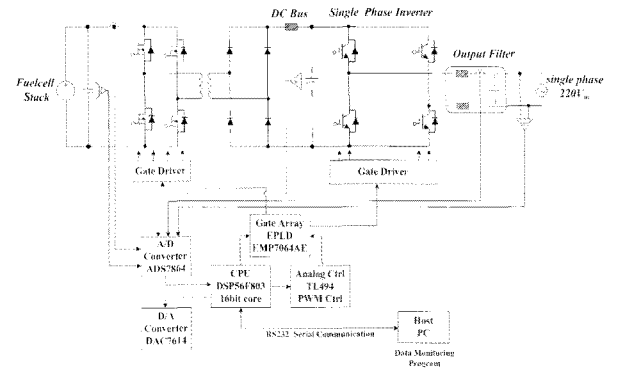 DC Bus
Single Phase Inverter
Output Filter
Fuelcell
Stack
single phase
Gate Driver
Gate Driver
Gate Array
EPLD
EMP7064AE
A/D
Converter
ADS7864
CPU
DSP56F803
16bit core
Analog Ctrl
TL494
PWM Ctrl
D/A
Converter
DAC7614
Host
PC
RS232 Serial Communication
Data Monitoring
Program